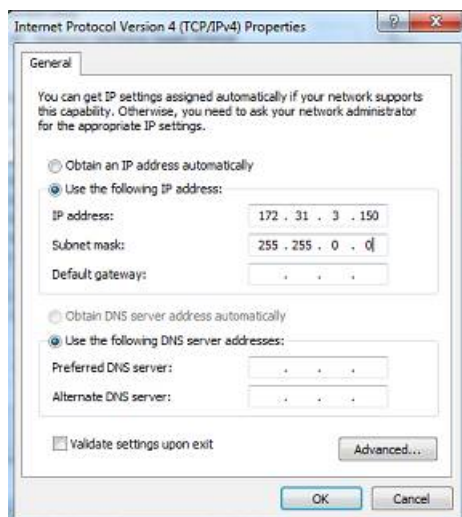 Internet Protocol Version 4 (TCP/IPv4) Properties
General
You can get IP settings assigned automatically if your network supports
this capability. Otherwise, you need to ask your network administrator
for the appropriate IP settings.
Obtain an IP address automatically
Use the following IP address:
IP address: 172 . 31 . 3 . 150
Subnet mask: 255 . 255 . 0 . 0
Default gateway: . . .
Obtain DNS server address automatically
Use the following DNS server addresses:
Preferred DNS server: . . .
Alternate DNS server: . . .
Validate settings upon exit
Advanced...
OK Cancel